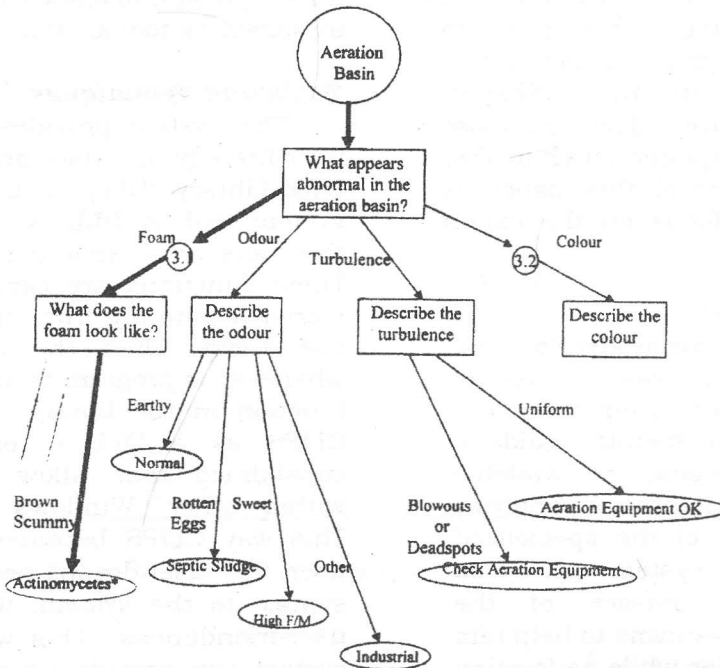 Aeration
Basin
What appears
abnormal in the
aeration basin?
Foam
Odour
Turbulence
Colour
3.1
3.2
What does the
foam look like?
Describe
the odour
Describe the
turbulence
Describe the
colour
Earthy
Uniform
Normal
Brown
Scummy
Rotten
Eggs
Sweet
Blowouts
or
Deadspots
Aeration Equipment OK
Actinomycetes*
Septic Sludge
Check Aeration Equipment
Other
High F/M
Industrial